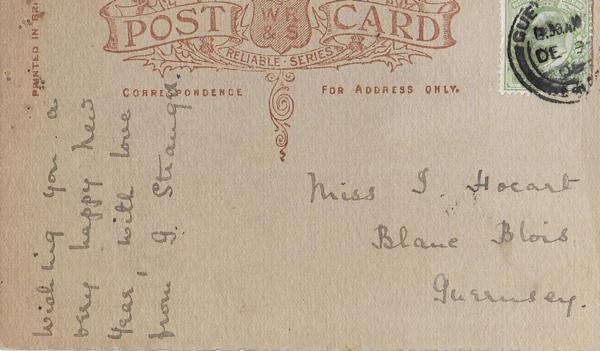 POST CARD
W R & S
RELIABLE · SERIES
PRINTED IN
CORRESPONDENCE
FOR ADDRESS ONLY.
Wishing you a
very happy new
Year, with love
from G. Strange.
Miss I. Hocart
Blanc Blois
Guernsey.
DE